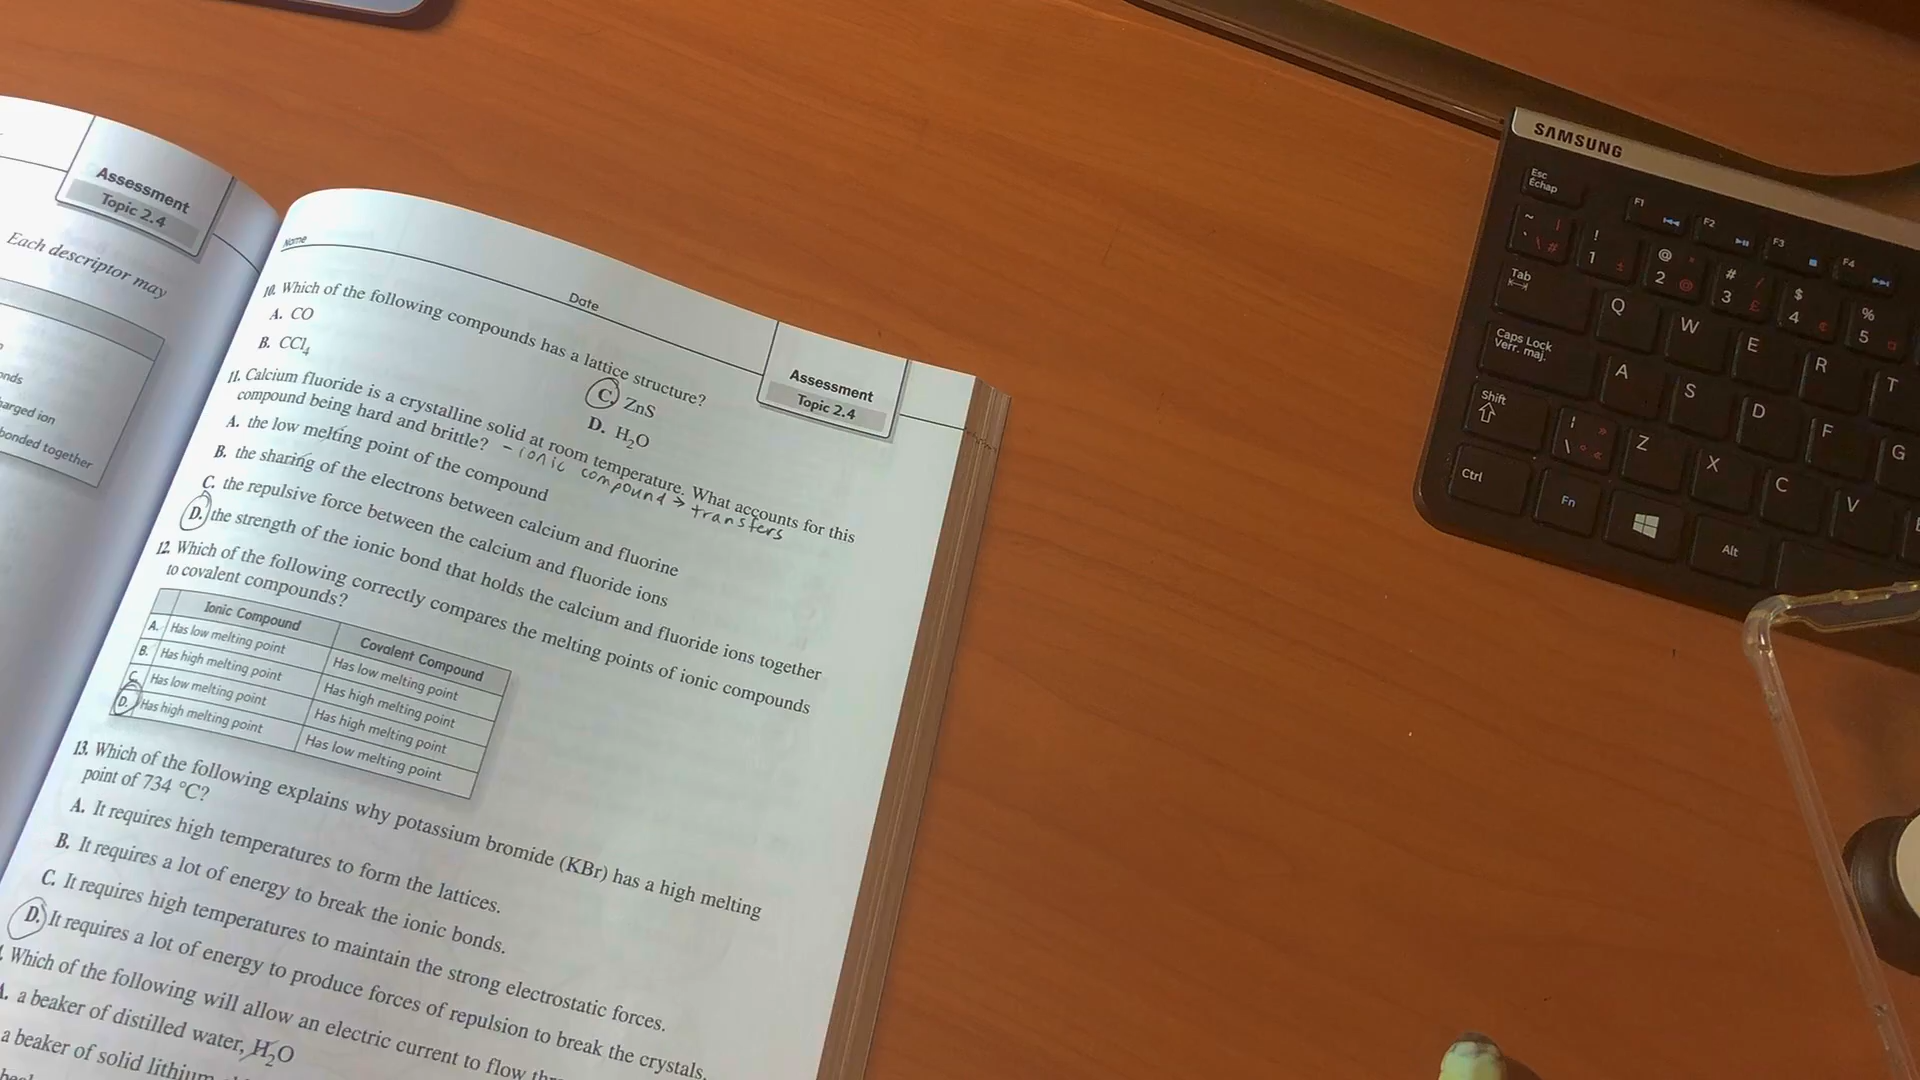 Assessment
Topic 2.4
Each descriptor may
arged ion
bonded together
Name
Date
Assessment
Topic 2.4
10. Which of the following compounds has a lattice structure?
A. CO
B. CCl4
C. ZnS
D. H2O
11. Calcium fluoride is a crystalline solid at room temperature. What accounts for this
compound being hard and brittle? - ionic compound → transfers
A. the low melting point of the compound
B. the sharing of the electrons between calcium and fluorine
C. the repulsive force between the calcium and fluoride ions
D. the strength of the ionic bond that holds the calcium and fluoride ions together
12. Which of the following correctly compares the melting points of ionic compounds
to covalent compounds?
Ionic Compound Covalent Compound
A. Has low melting point Has low melting point
B. Has high melting point Has high melting point
C. Has low melting point Has high melting point
D. Has high melting point Has low melting point
13. Which of the following explains why potassium bromide (KBr) has a high melting
point of 734 °C?
A. It requires high temperatures to form the lattices.
B. It requires a lot of energy to break the ionic bonds.
C. It requires high temperatures to maintain the strong electrostatic forces.
D. It requires a lot of energy to produce forces of repulsion to break the crystals.
Which of the following will allow an electric current to flow
a beaker of distilled water, H2O
a beaker of solid lithium
SAMSUNG
Esc
Échap
F1 F2 F3 F4
~ ! @ # $ %
1 2 3 4 5
Tab
Q W E R T
Caps Lock
Verr. maj.
A S D F G
Shift
Z X C V
Ctrl Fn Alt